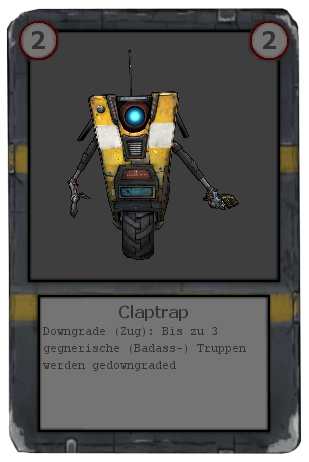 2 2
Claptrap
Downgrade (Zug): Bis zu 3
gegnerische (Badass-) Truppen
werden gedowngraded